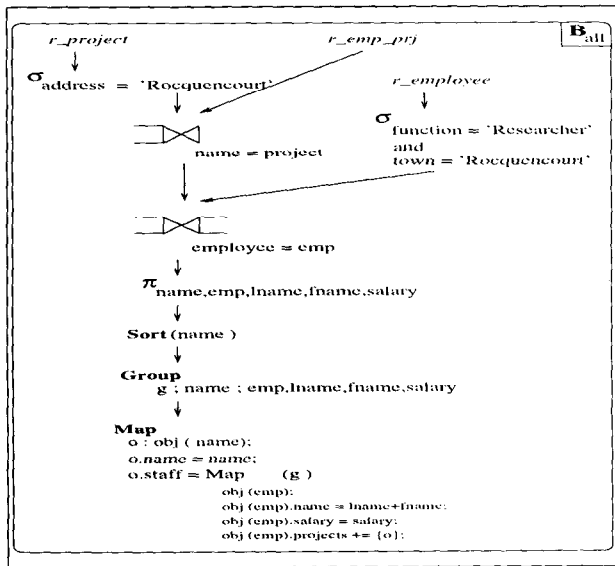 r_project r_emp_prj B all
σ address = 'Rocquencourt' r_employee
σ function = 'Researcher'
and
town = 'Rocquencourt'
name = project
employee = emp
π name,emp,lname,fname,salary
Sort(name )
Group
g ; name ; emp,lname,fname,salary
Map
o : obj ( name);
o.name = name;
o.staff = Map (g )
obj (emp);
obj (emp).name = lname+fname;
obj (emp).salary = salary;
obj (emp).projects += {o};